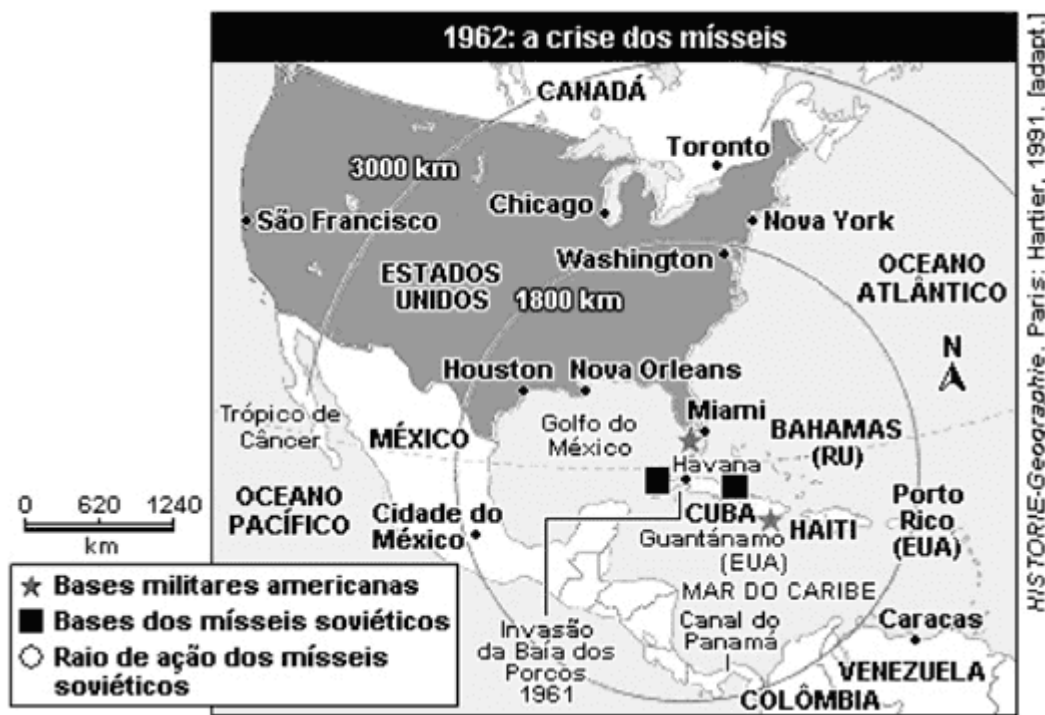 1962: a crise dos mísseis
CANADÁ
Toronto
3000 km
Chicago
São Francisco
Nova York
Washington
ESTADOS
UNIDOS
OCEANO
ATLÂNTICO
1800 km
N
Houston
Nova Orleans
Miami
Trópico de
Câncer
MÉXICO
Golfo do
México
BAHAMAS
(RU)
Havana
OCEANO
PACÍFICO
Cidade do
México
CUBA
HAITI
Porto
Rico
(EUA)
Guantánamo
(EUA)
MAR DO CARIBE
Invasão
da Baía dos
Porcos
1961
Canal do
Panamá
Caracas
VENEZUELA
COLÔMBIA
0 620 1240
km
Bases militares americanas
Bases dos mísseis soviéticos
Raio de ação dos mísseis
soviéticos
HISTORIE-Geographie. Paris: Hartier, 1991. [adapt.]